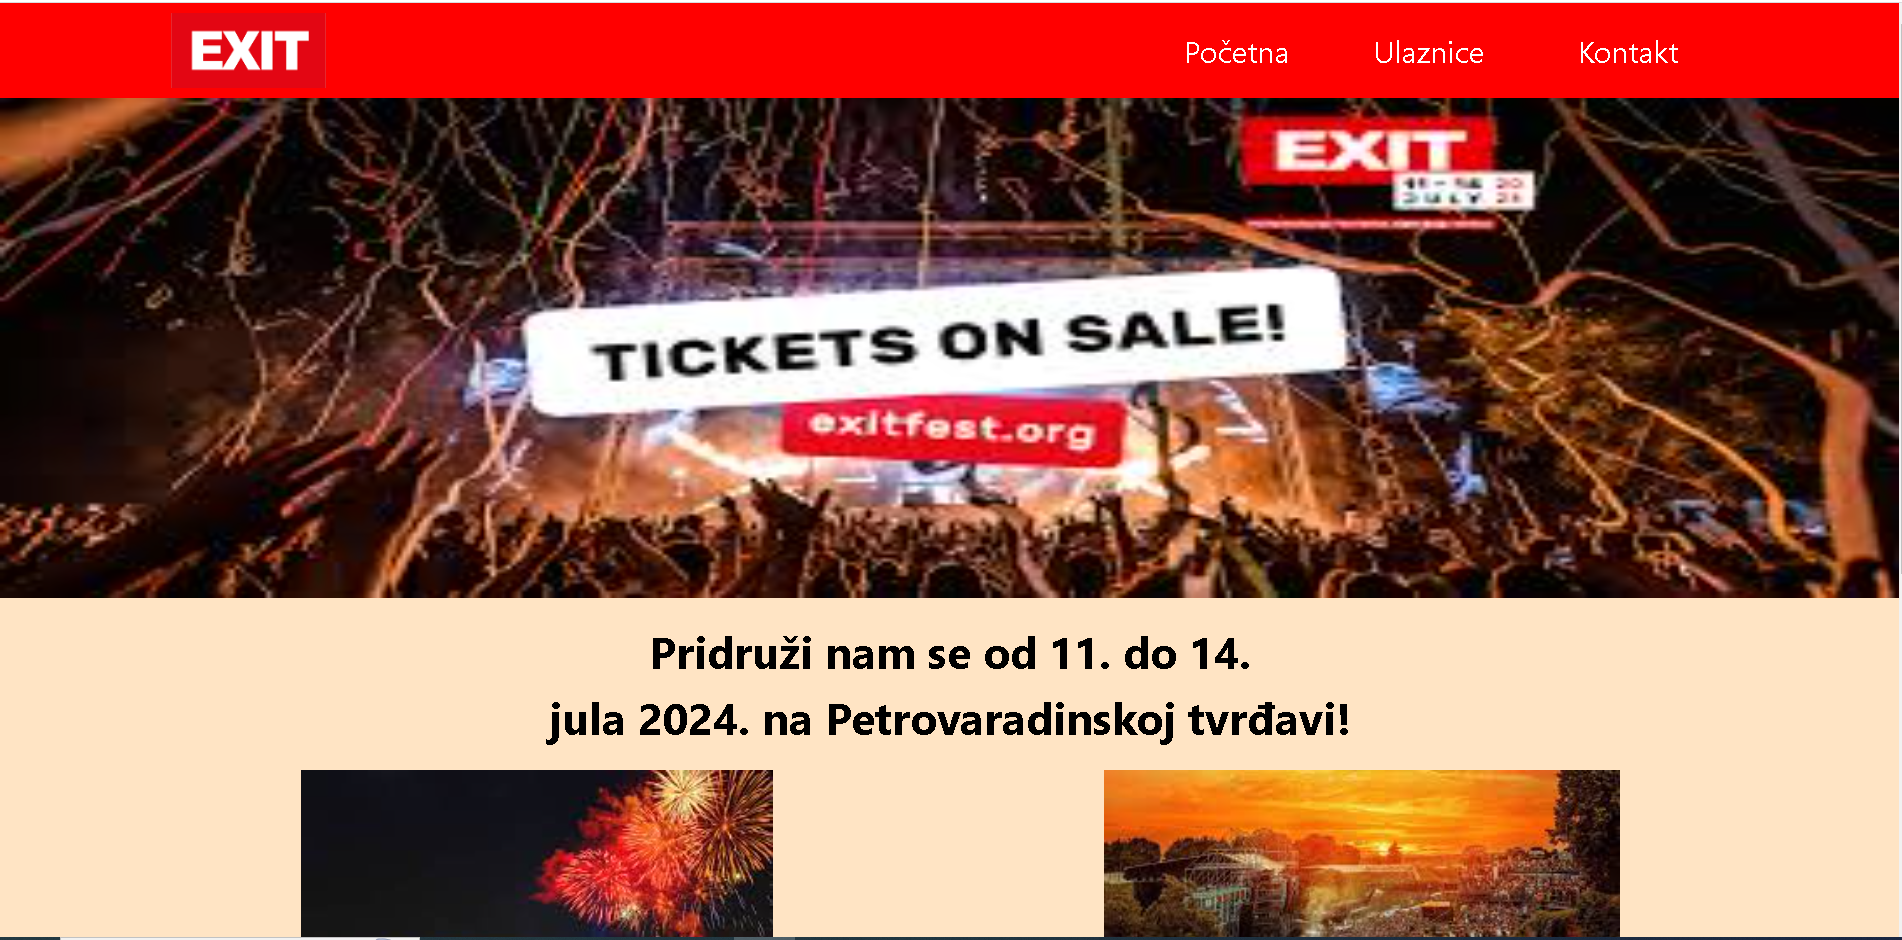 EXIT
Početna Ulaznice Kontakt
EXIT
JULY
TICKETS ON SALE!
exitfest.org
Pridruži nam se od 11. do 14.
jula 2024. na Petrovaradinskoj tvrđavi!